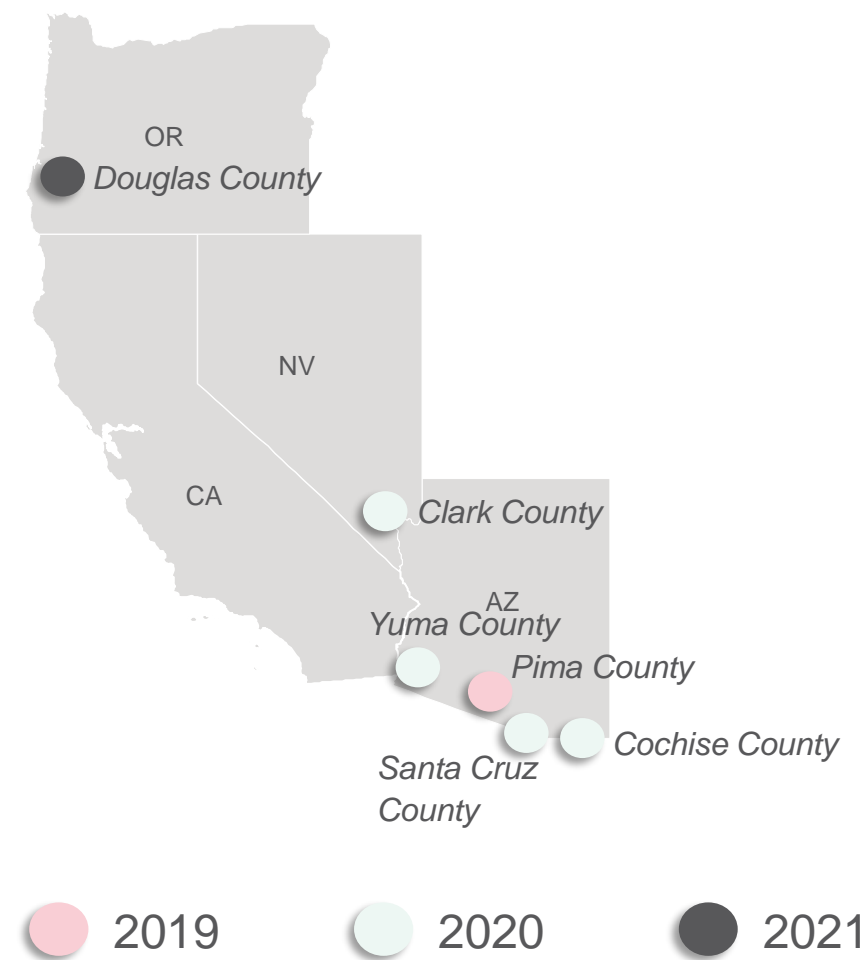 OR
Douglas County
NV
CA
Clark County
AZ
Yuma County
Pima County
Cochise County
Santa Cruz
County
2019
2020
2021